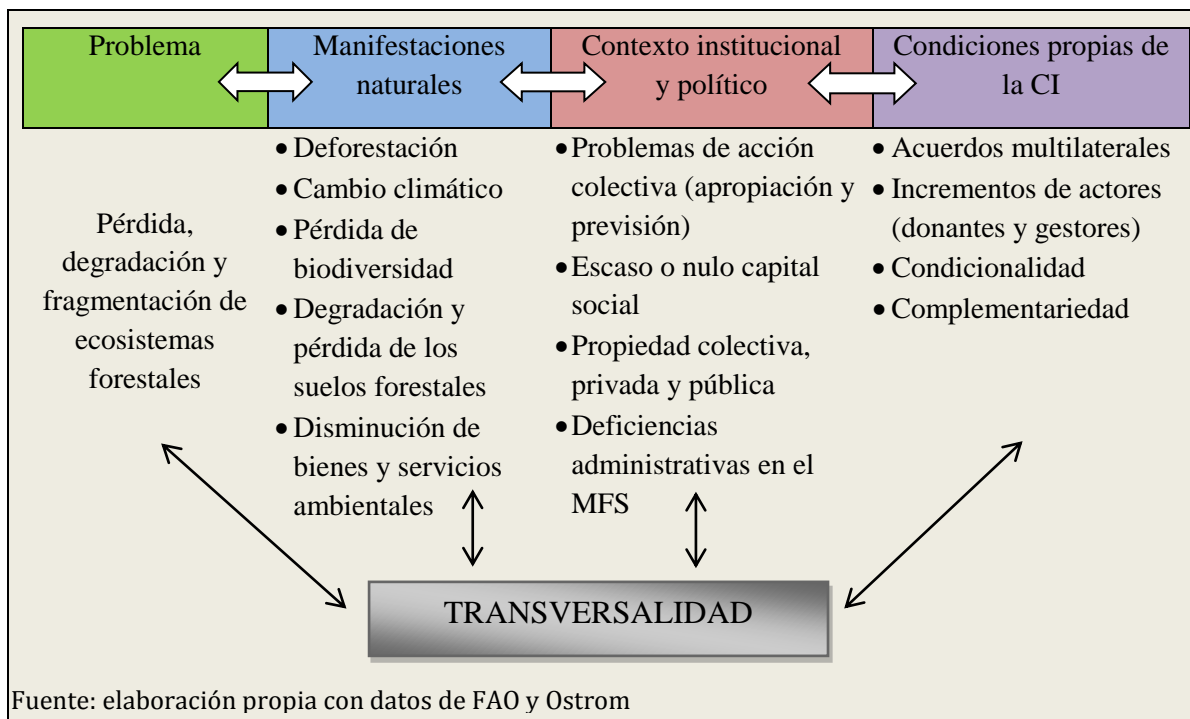 Problema
Manifestaciones
naturales
Contexto institucional
y político
Condiciones propias de
la CI
Pérdida,
degradación y
fragmentación de
ecosistemas
forestales
• Deforestación
• Cambio climático
• Pérdida de
biodiversidad
• Degradación y
pérdida de los
suelos forestales
• Disminución de
bienes y servicios
ambientales
• Problemas de acción
colectiva (apropiación y
previsión)
• Escaso o nulo capital
social
• Propiedad colectiva,
privada y pública
• Deficiencias
administrativas en el
MFS
• Acuerdos multilaterales
• Incrementos de actores
(donantes y gestores)
• Condicionalidad
• Complementariedad
TRANSVERSALIDAD
Fuente: elaboración propia con datos de FAO y Ostrom